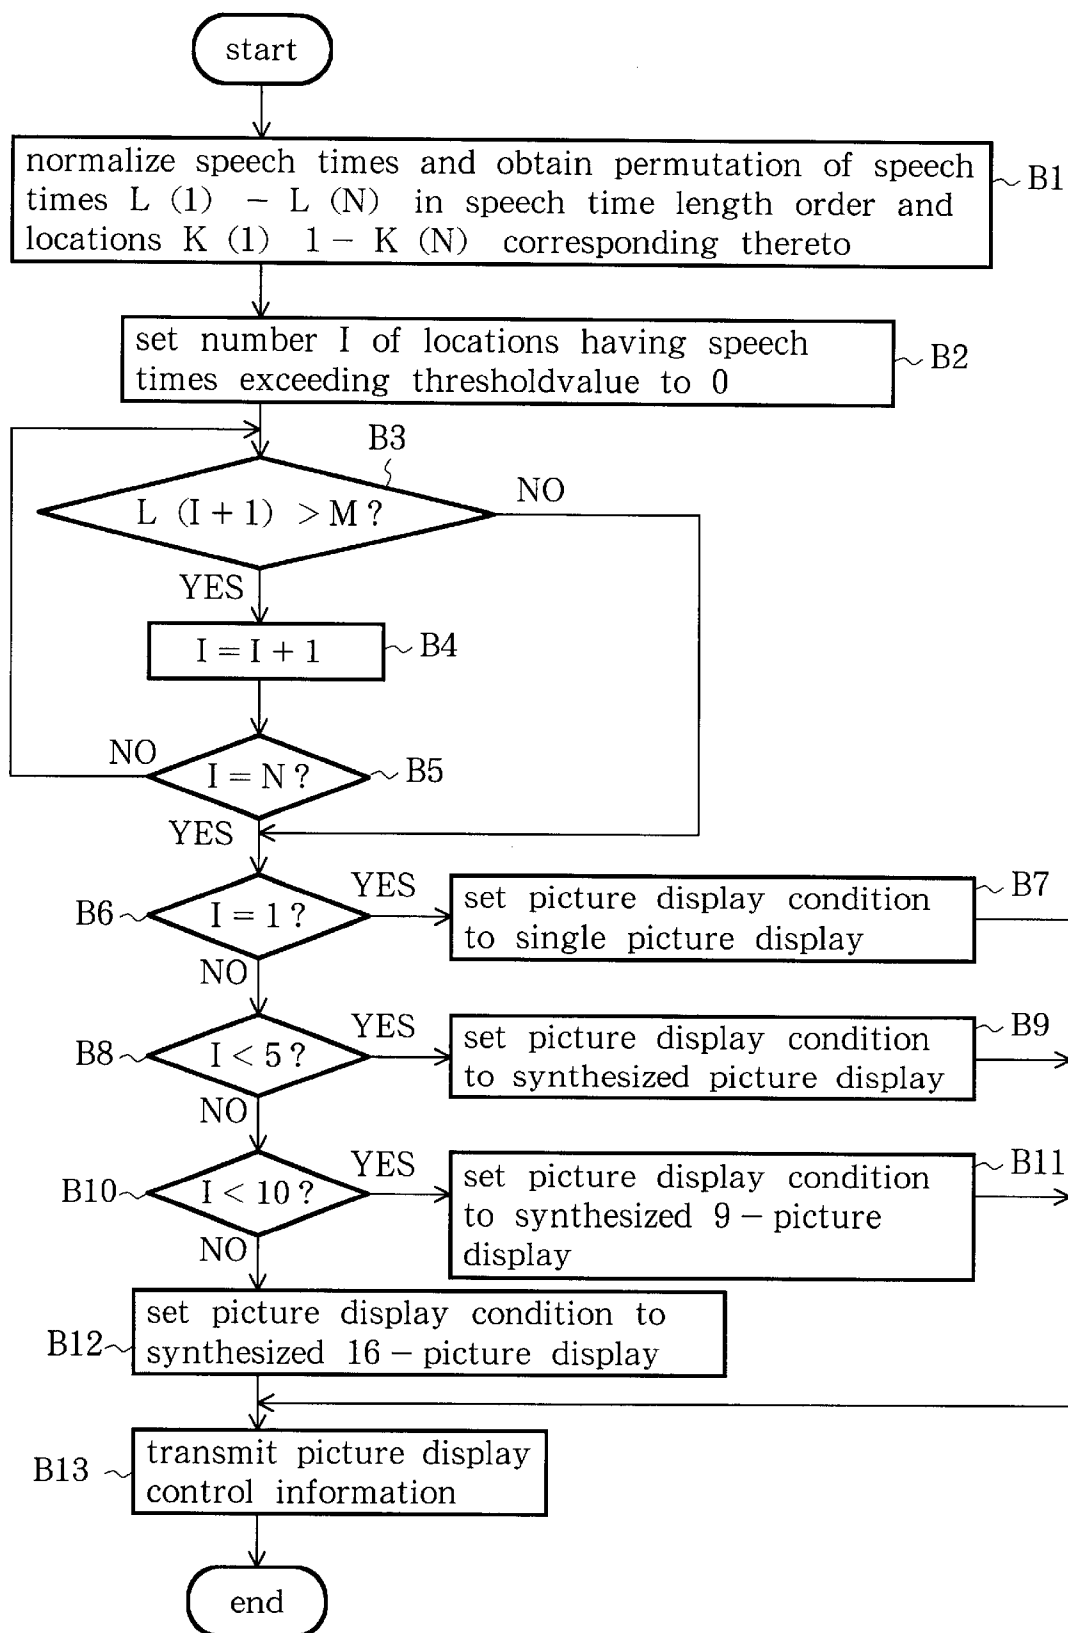 start
normalize speech times and obtain permutation of speech
times L (1) – L (N) in speech time length order and
locations K (1) 1 – K (N) corresponding thereto
B1
set number I of locations having speech
times exceeding thresholdvalue to 0
B2
B3
L (I + 1) > M ?
NO
YES
I = I + 1
B4
NO
I = N ?
B5
YES
B6
I = 1 ?
YES
set picture display condition
to single picture display
B7
NO
B8
I < 5 ?
YES
set picture display condition
to synthesized picture display
B9
NO
B10
I < 10 ?
YES
set picture display condition
to synthesized 9 – picture
display
B11
NO
B12
set picture display condition to
synthesized 16 – picture display
B13
transmit picture display
control information
end